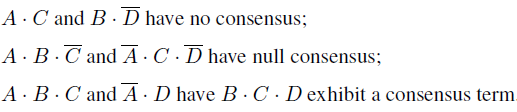 A · C and B · D̅ have no consensus;
A · B · C̅ and A̅ · C · D̅ have null consensus;
A · B · C and A̅ · D have B · C · D exhibit a consensus term